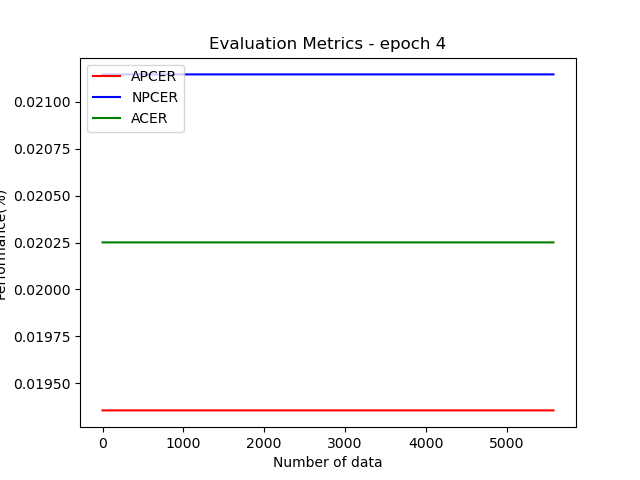 Evaluation Metrics - epoch 4
APCER
NPCER
ACER
0.02100
0.02075
0.02050
0.02025
0.02000
0.01975
0.01950
Performance(%)
0
1000
2000
3000
4000
5000
Number of data